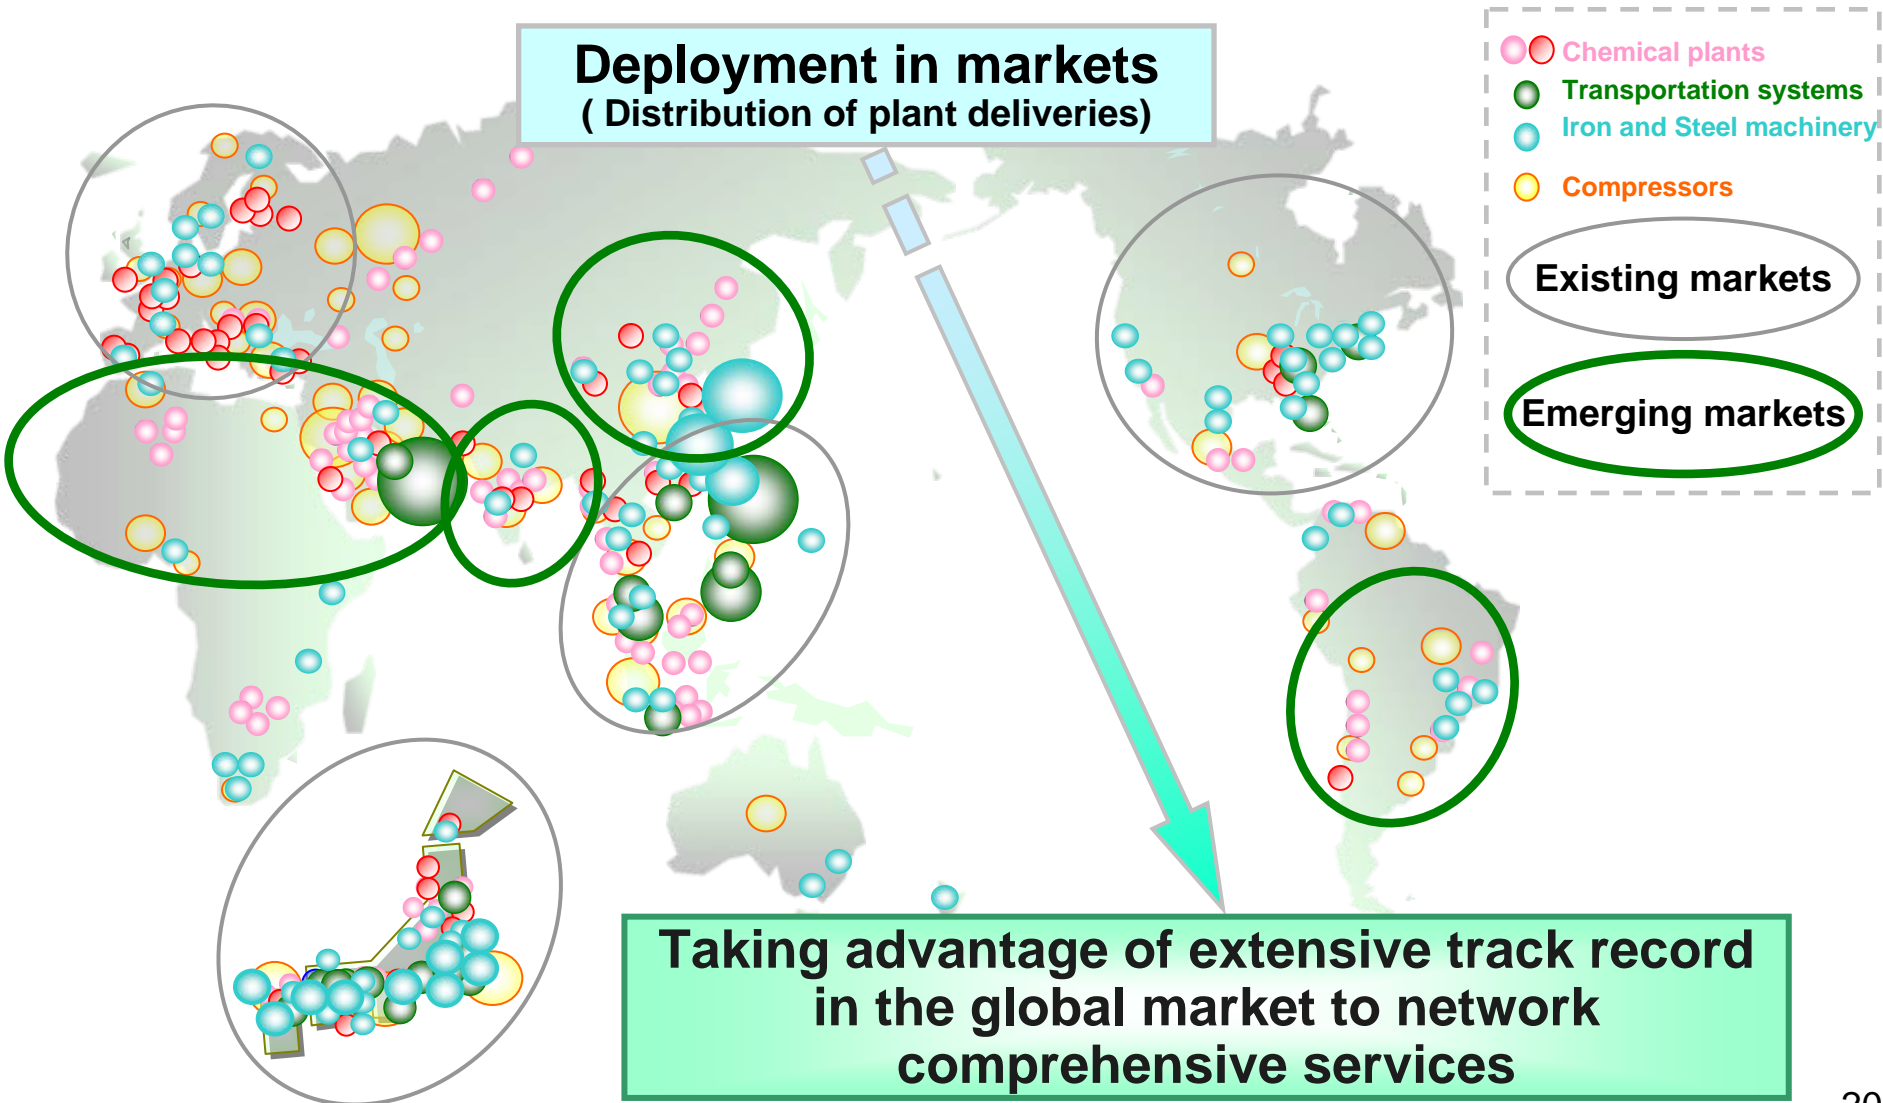 Deployment in markets
( Distribution of plant deliveries)
Chemical plants
Transportation systems
Iron and Steel machinery
Compressors
Existing markets
Emerging markets
Taking advantage of extensive track record
in the global market to network
comprehensive services